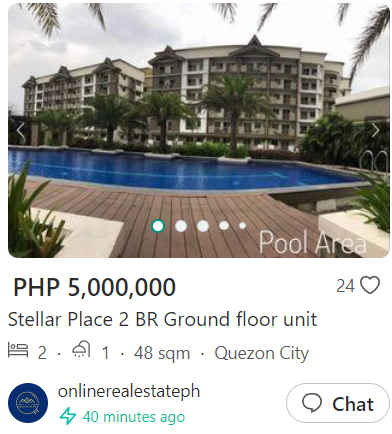 Pool Area
PHP 5,000,000
24
Stellar Place 2 BR Ground floor unit
2 · 1 · 48 sqm · Quezon City
onlinerealestateph
40 minutes ago
Chat